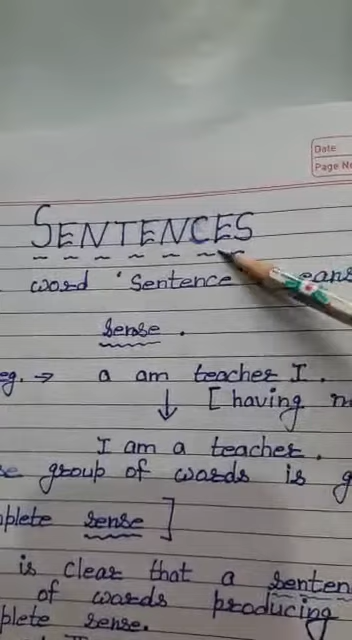 Date
Page No
SENTENCES
word 'Sentence eans
sense .
eg. → a am teacher I .
↓ [ having
I am a teacher .
group of words is
plete sense ]
is clear that a senten
of words producing
plete sense.